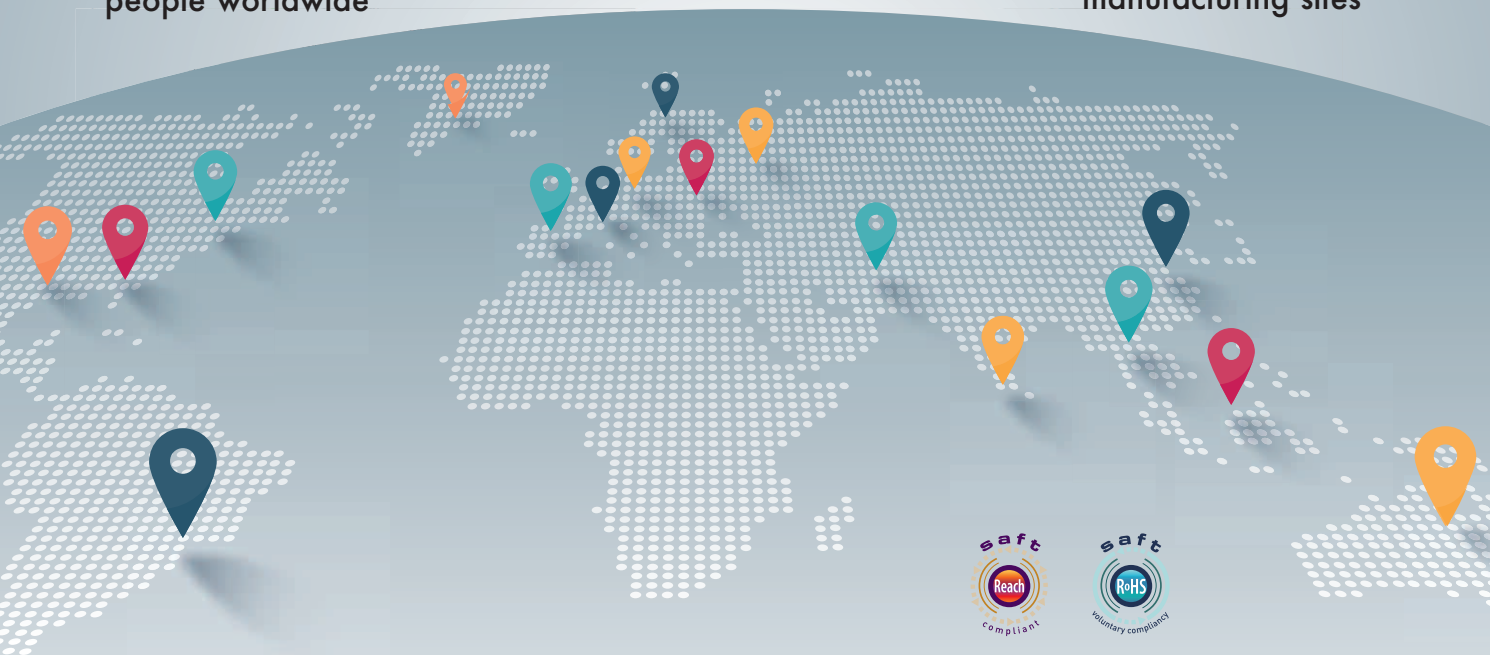 people worldwide
manufacturing sites
saft
Reach
compliant
saft
RoHS
voluntary compliancy